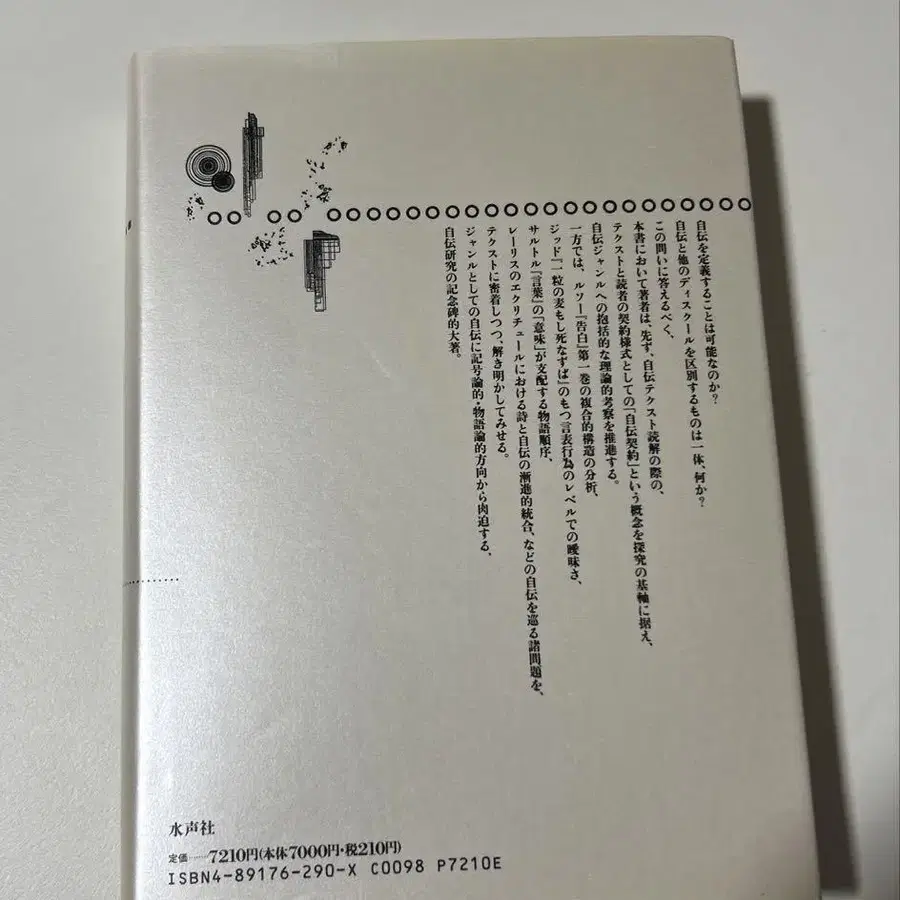 自伝を定義することは可能なのか?
自伝と他のディスクールを区別するものは一体、何か?
この問いに答えるべく、
本書において著者は、先ず、自伝テクスト読解の際の、
テクストと読者の契約様式としての「自伝契約」という概念を探究の基軸に据え、
自伝ジャンルへの抱括的な理論的考察を推進する。
一方では、ルソー『告白』第一巻の複合的構造の分析、
ジッド『一粒の麦もし死なずば』のもつ言表行為のレベルでの曖昧さ、
サルトル『言葉』の「意味」が支配する物語順序、
レーリスのエクリチュールにおける詩と自伝の漸進的統合、などの自伝を巡る諸問題を、
テクストに密着しつつ、解き明かしてみせる。
ジャンルとしての自伝に記号論的・物語論的方向から肉迫する、
自伝研究の記念碑的大著。
水声社
定価……7210円(本体7000円・税210円)
ISBN4-89176-290-X C0098 P7210E